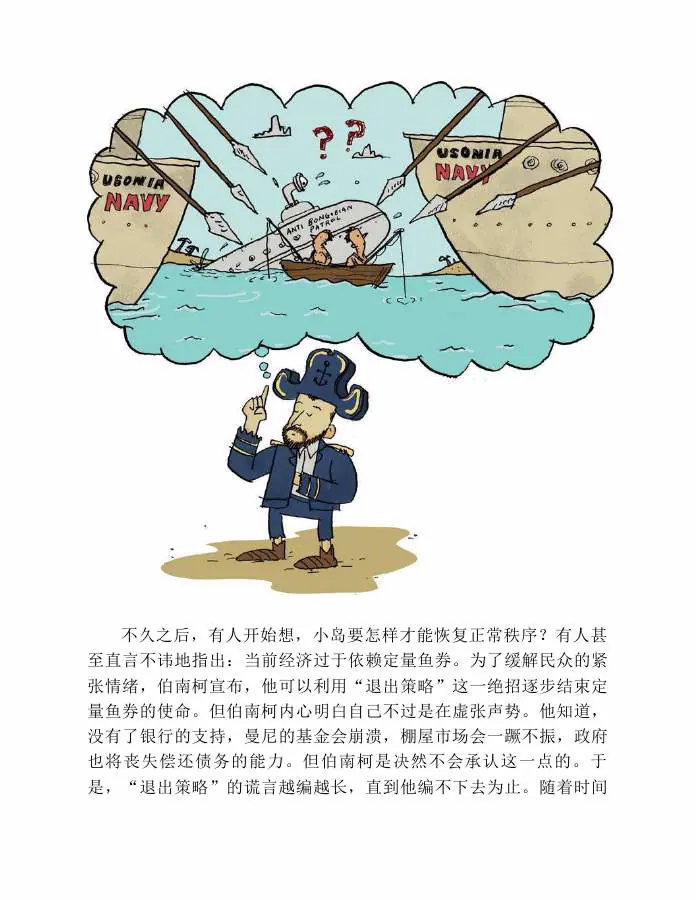 USONIA
NAVY
USONIA
NAVY
? ?
ANTI BONGOBIAN
PATROL
不久之后，有人开始想，小岛要怎样才能恢复正常秩序？有人甚
至直言不讳地指出：当前经济过于依赖定量鱼券。为了缓解民众的紧
张情绪，伯南柯宣布，他可以利用“退出策略”这一绝招逐步结束定
量鱼券的使命。但伯南柯内心明白自己不过是在虚张声势。他知道，
没有了银行的支持，曼尼的基金会崩溃，棚屋市场会一蹶不振，政府
也将丧失偿还债务的能力。但伯南柯是决然不会承认这一点的。于
是，“退出策略”的谎言越编越长，直到他编不下去为止。随着时间